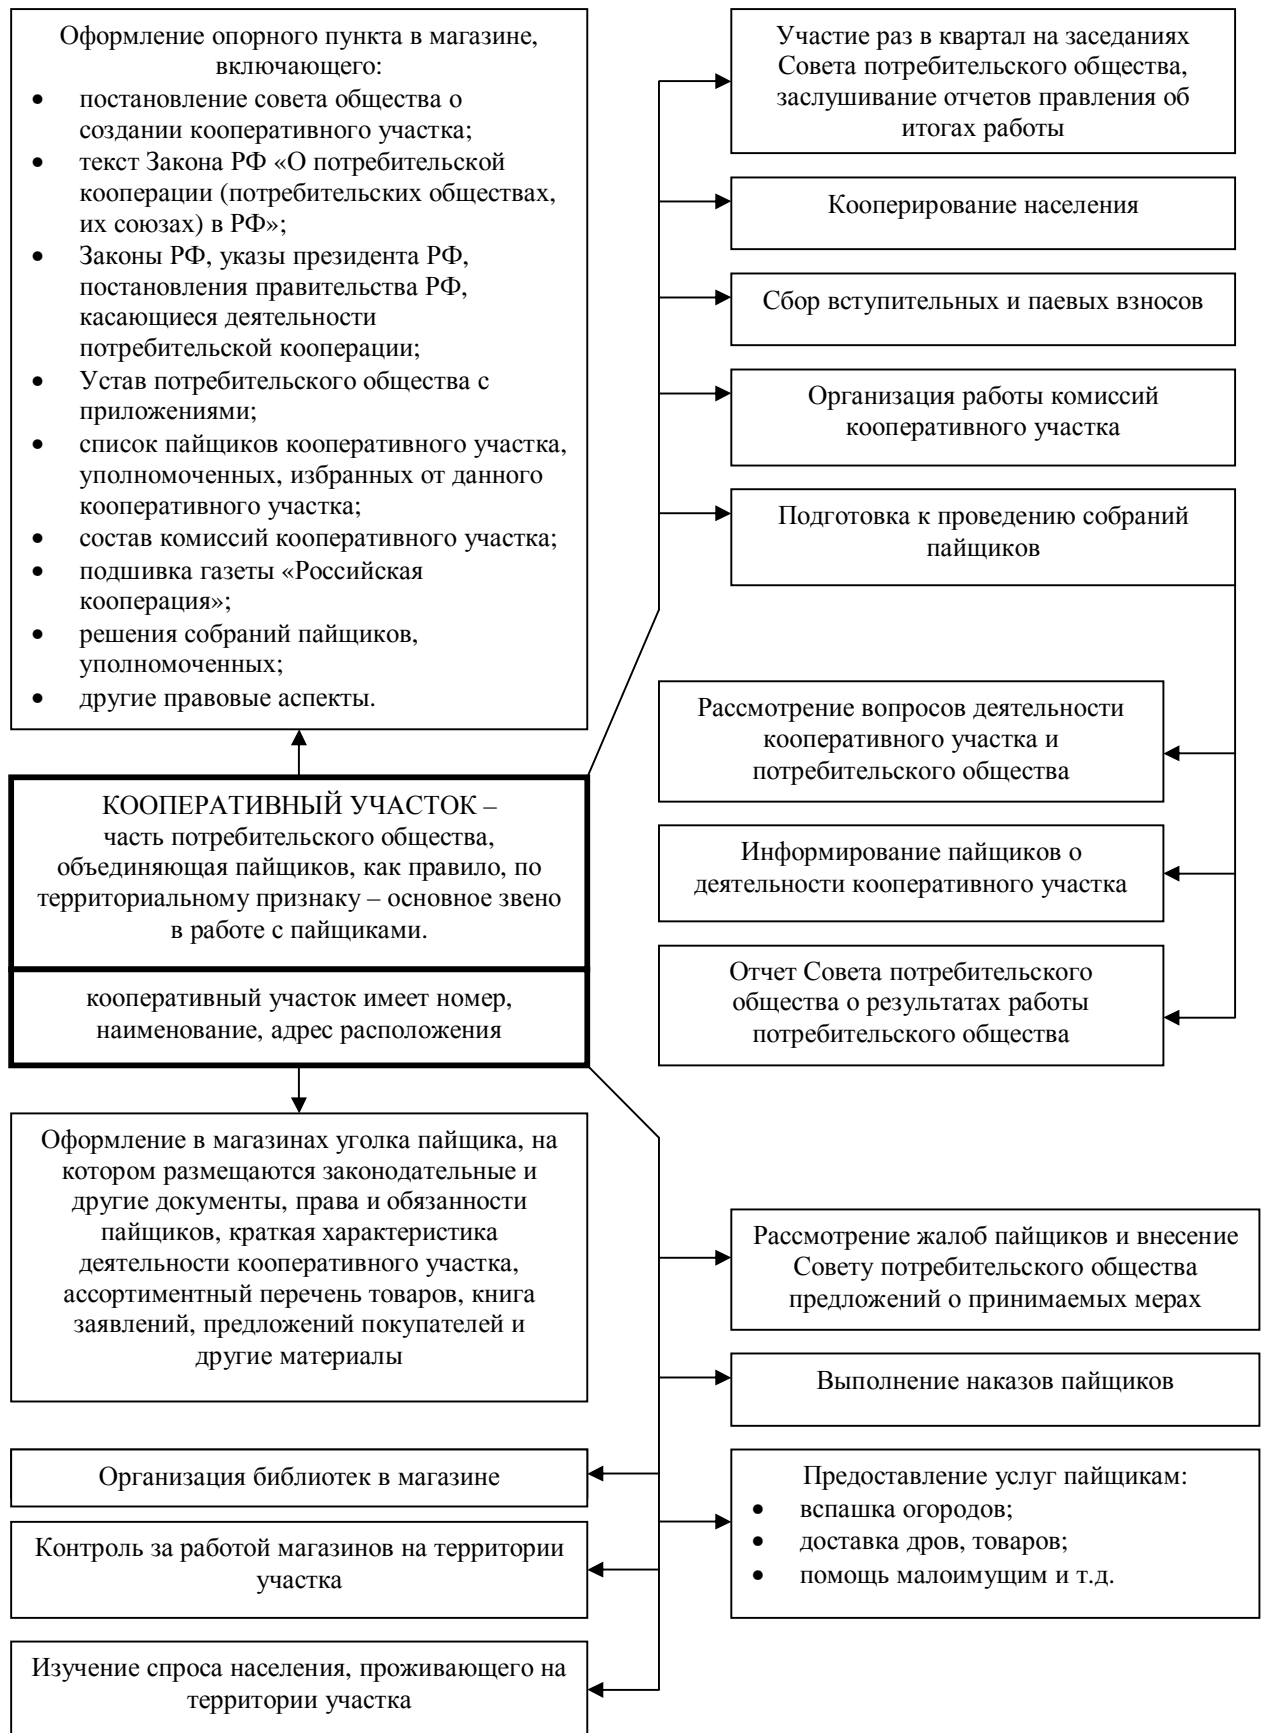 Оформление опорного пункта в магазине,
включающего:
• постановление совета общества о
создании кооперативного участка;
• текст Закона РФ «О потребительской
кооперации (потребительских обществах,
их союзах) в РФ»;
• Законы РФ, указы президента РФ,
постановления правительства РФ,
касающиеся деятельности
потребительской кооперации;
• Устав потребительского общества с
приложениями;
• список пайщиков кооперативного участка,
уполномоченных, избранных от данного
кооперативного участка;
• состав комиссий кооперативного участка;
• подшивка газеты «Российская
кооперация»;
• решения собраний пайщиков,
уполномоченных;
• другие правовые аспекты.
КООПЕРАТИВНЫЙ УЧАСТОК –
часть потребительского общества,
объединяющая пайщиков, как правило, по
территориальному признаку – основное звено
в работе с пайщиками.
кооперативный участок имеет номер,
наименование, адрес расположения
Оформление в магазинах уголка пайщика, на
котором размещаются законодательные и
другие документы, права и обязанности
пайщиков, краткая характеристика
деятельности кооперативного участка,
ассортиментный перечень товаров, книга
заявлений, предложений покупателей и
другие материалы
Организация библиотек в магазине
Контроль за работой магазинов на территории
участка
Изучение спроса населения, проживающего на
территории участка
Участие раз в квартал на заседаниях
Совета потребительского общества,
заслушивание отчетов правления об
итогах работы
Кооперирование населения
Сбор вступительных и паевых взносов
Организация работы комиссий
кооперативного участка
Подготовка к проведению собраний
пайщиков
Рассмотрение вопросов деятельности
кооперативного участка и
потребительского общества
Информирование пайщиков о
деятельности кооперативного участка
Отчет Совета потребительского
общества о результатах работы
потребительского общества
Рассмотрение жалоб пайщиков и внесение
Совету потребительского общества
предложений о принимаемых мерах
Выполнение наказов пайщиков
Предоставление услуг пайщикам:
• вспашка огородов;
• доставка дров, товаров;
• помощь малоимущим и т.д.